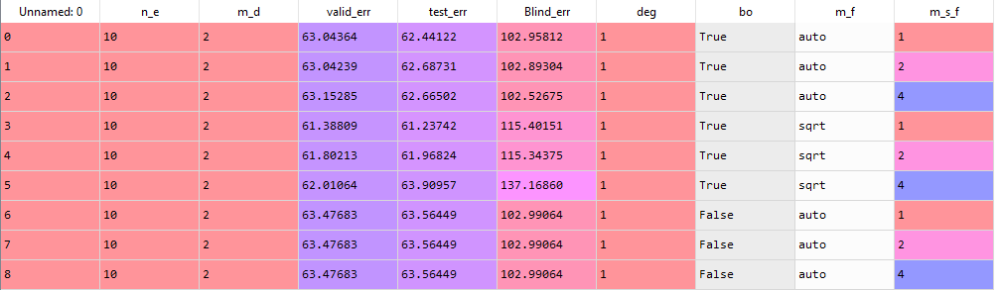 Unnamed: 0 n_e m_d valid_err test_err Blind_err deg bo m_f m_s_f
0 10 2 63.04364 62.44122 102.95812 1 True auto 1
1 10 2 63.04239 62.68731 102.89304 1 True auto 2
2 10 2 63.15285 62.66502 102.52675 1 True auto 4
3 10 2 61.38809 61.23742 115.40151 1 True sqrt 1
4 10 2 61.80213 61.96824 115.34375 1 True sqrt 2
5 10 2 62.01064 63.90957 137.16860 1 True sqrt 4
6 10 2 63.47683 63.56449 102.99064 1 False auto 1
7 10 2 63.47683 63.56449 102.99064 1 False auto 2
8 10 2 63.47683 63.56449 102.99064 1 False auto 4